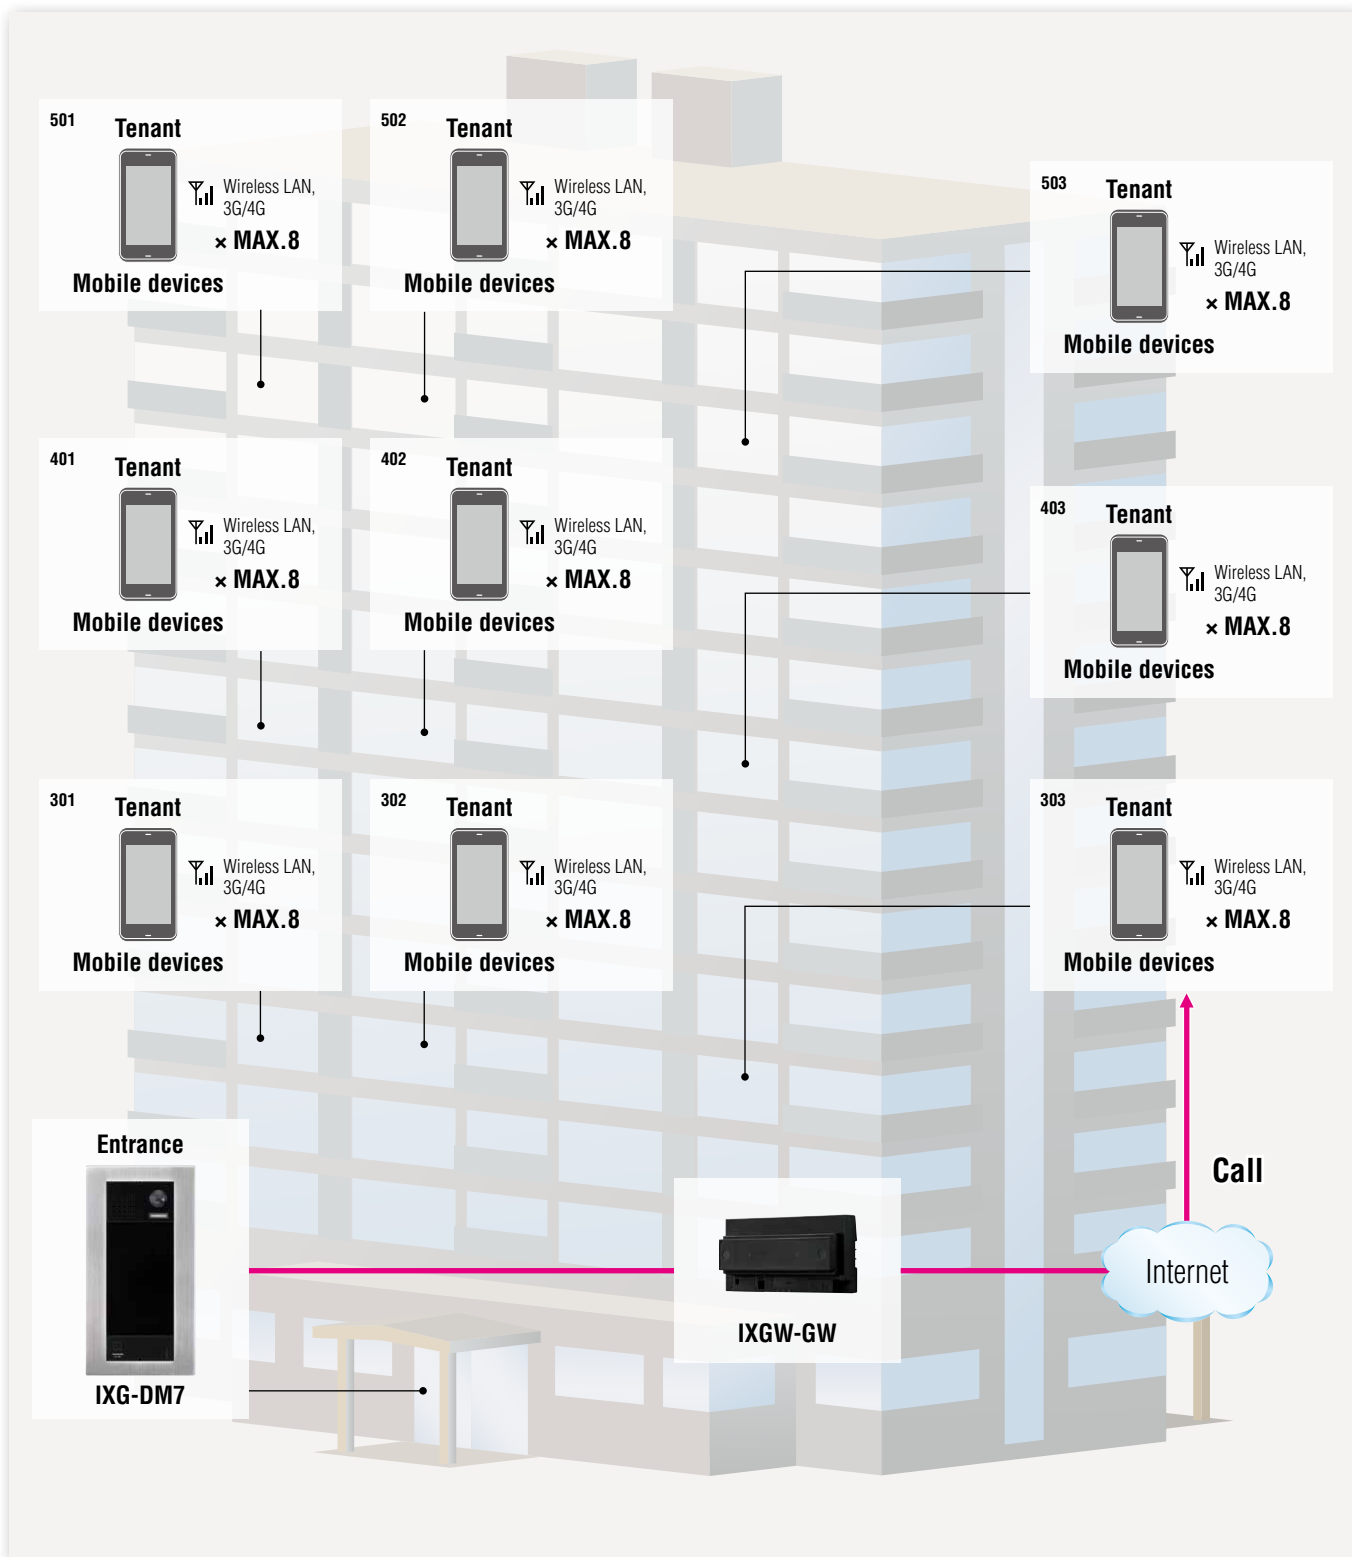 501
Tenant
Wireless LAN,
3G/4G
× MAX.8
Mobile devices
502
Tenant
Wireless LAN,
3G/4G
× MAX.8
Mobile devices
503
Tenant
Wireless LAN,
3G/4G
× MAX.8
Mobile devices
401
Tenant
Wireless LAN,
3G/4G
× MAX.8
Mobile devices
402
Tenant
Wireless LAN,
3G/4G
× MAX.8
Mobile devices
403
Tenant
Wireless LAN,
3G/4G
× MAX.8
Mobile devices
301
Tenant
Wireless LAN,
3G/4G
× MAX.8
Mobile devices
302
Tenant
Wireless LAN,
3G/4G
× MAX.8
Mobile devices
303
Tenant
Wireless LAN,
3G/4G
× MAX.8
Mobile devices
Entrance
IXG-DM7
IXGW-GW
Call
Internet